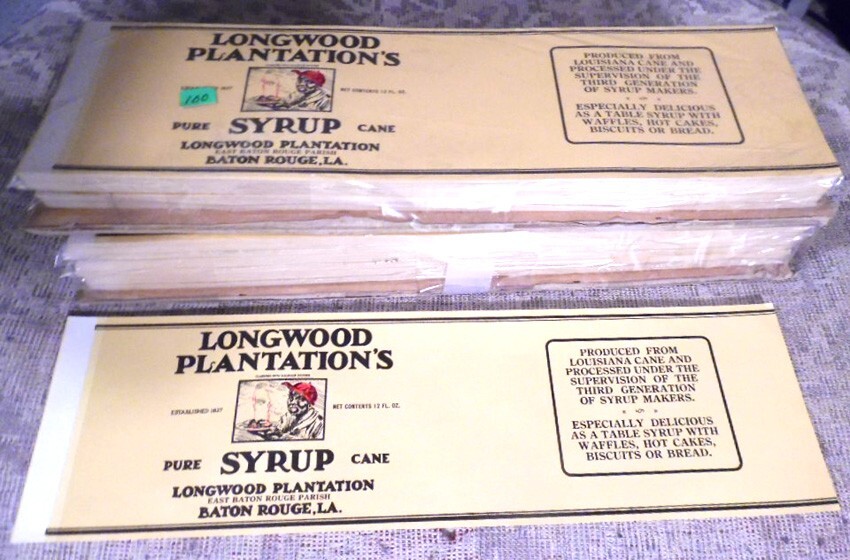 LONGWOOD
PLANTATION'S
100
NET CONTENTS 12 FL. OZ.
PURE SYRUP CANE
LONGWOOD PLANTATION
EAST BATON ROUGE PARISH
BATON ROUGE, LA.
PRODUCED FROM
LOUISIANA CANE AND
PROCESSED UNDER THE
SUPERVISION OF THE
THIRD GENERATION
OF SYRUP MAKERS.
ESPECIALLY DELICIOUS
AS A TABLE SYRUP WITH
WAFFLES, HOT CAKES,
BISCUITS OR BREAD.
LONGWOOD
PLANTATION'S
ESTABLISHED 1827
NET CONTENTS 12 FL. OZ.
PURE SYRUP CANE
LONGWOOD PLANTATION
EAST BATON ROUGE PARISH
BATON ROUGE, LA.
PRODUCED FROM
LOUISIANA CANE AND
PROCESSED UNDER THE
SUPERVISION OF THE
THIRD GENERATION
OF SYRUP MAKERS.
ESPECIALLY DELICIOUS
AS A TABLE SYRUP WITH
WAFFLES, HOT CAKES,
BISCUITS OR BREAD.